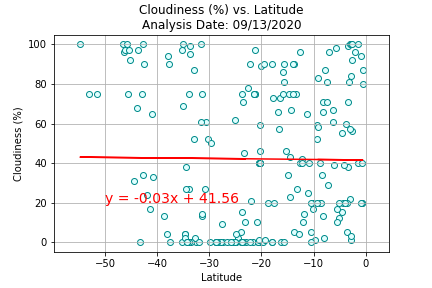 Cloudiness (%) vs. Latitude
Analysis Date: 09/13/2020
100
80
60
40
20
0
Cloudiness (%)
y = -0.03x + 41.56
−50
−40
−30
−20
−10
0
Latitude